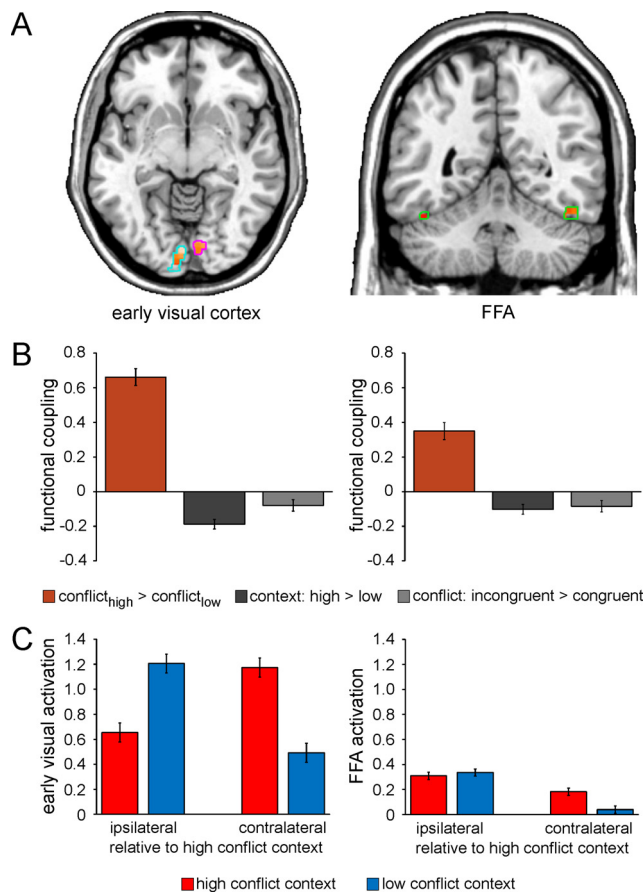 A
early visual cortex
FFA
B
functional coupling
0.8
0.6
0.4
0.2
0
-0.2
-0.4
functional coupling
0.8
0.6
0.4
0.2
0
-0.2
-0.4
conflict high > conflict low
context: high > low
conflict: incongruent > congruent
C
early visual activation
1.4
1.2
1.0
0.8
0.6
0.4
0.2
0
ipsilateral contralateral
relative to high conflict context
FFA activation
1.4
1.2
1.0
0.8
0.6
0.4
0.2
0
ipsilateral contralateral
relative to high conflict context
high conflict context
low conflict context